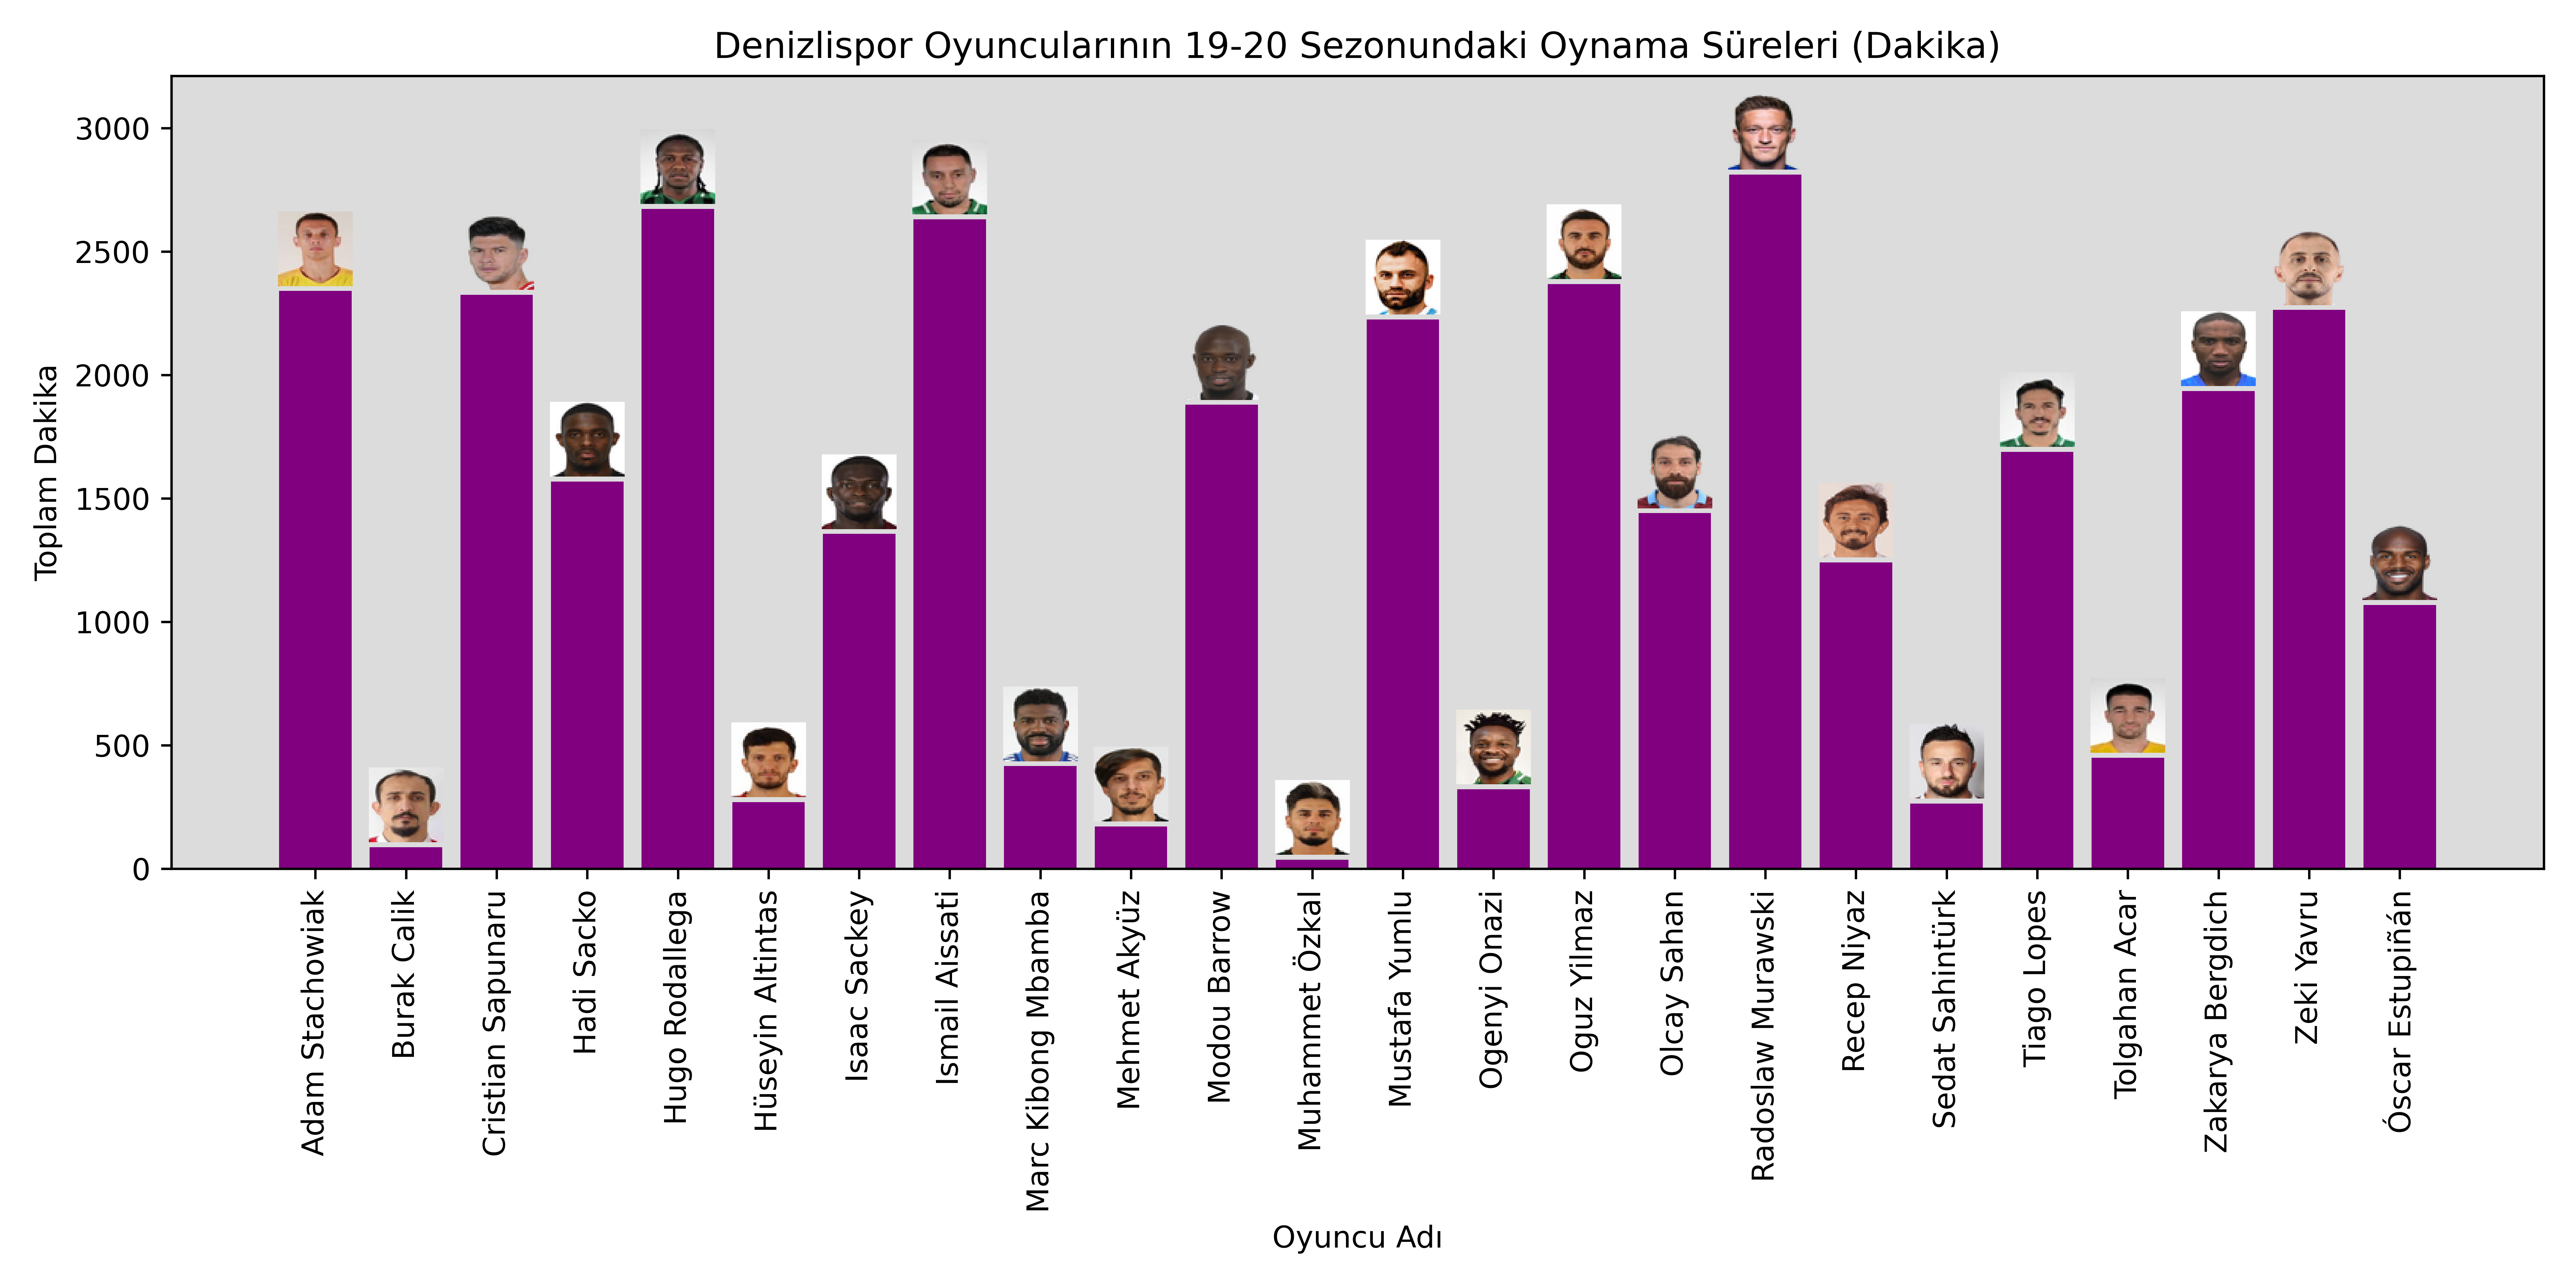 Denizlispor Oyuncularının 19-20 Sezonundaki Oynama Süreleri (Dakika)
Toplam Dakika
3000
2500
2000
1500
1000
500
0
Adam Stachowiak
Burak Calik
Cristian Sapunaru
Hadi Sacko
Hugo Rodallega
Hüseyin Altintas
Isaac Sackey
Ismail Aissati
Marc Kibong Mbamba
Mehmet Akyüz
Modou Barrow
Muhammet Özkal
Mustafa Yumlu
Ogenyi Onazi
Oguz Yilmaz
Olcay Sahan
Radoslaw Murawski
Recep Niyaz
Sedat Sahintürk
Tiago Lopes
Tolgahan Acar
Zakarya Bergdich
Zeki Yavru
Óscar Estupiñán
Oyuncu Adı